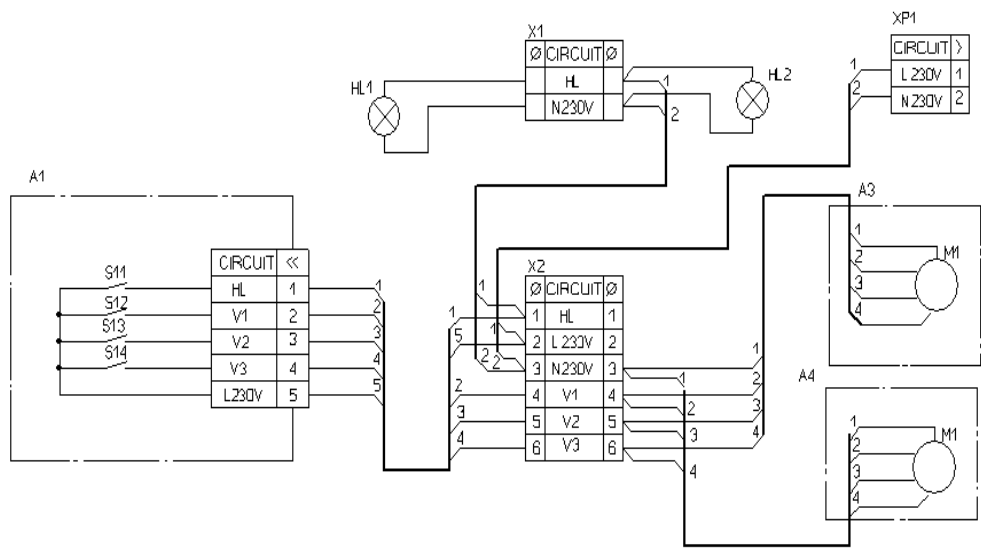 X1
Ø CIRCUIT Ø
HL
N230V
HL1
HL2
1
2
XP1
CIRCUIT >
L230V 1
N230V 2
1
2
A1
CIRCUIT <<
S11 HL 1 1
S12 V1 2 2
S13 V2 3 3
S14 V3 4 4
L230V 5 5
X2
Ø CIRCUIT Ø
1 1 1 HL 1
5 1 2 L230V 2
2 2 3 N230V 3 1 1
2 4 V1 4 2 2
3 5 V2 5 3 3
4 6 V3 6 4 4
A3
1
2
3
4
M1
A4
1
2
3
4
M1